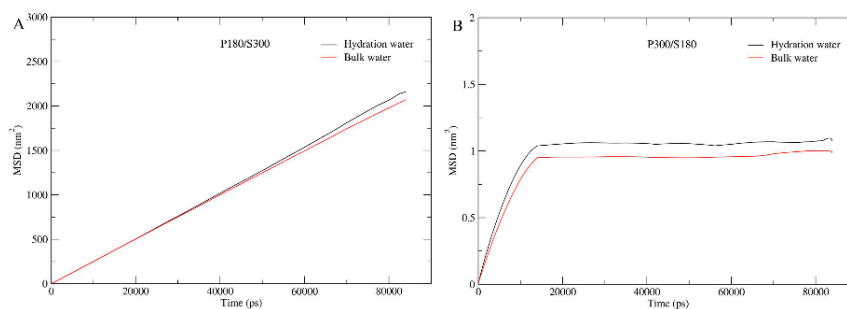 A
3000
2500
2000
1500
1000
500
0
MSD (nm²)
P180/S300
Hydration water
Bulk water
0 20000 40000 60000 80000
Time (ps)
B
2
1.5
1
0.5
0
MSD (nm²)
P300/S180
Hydration water
Bulk water
0 20000 40000 60000 80000
Time (ps)